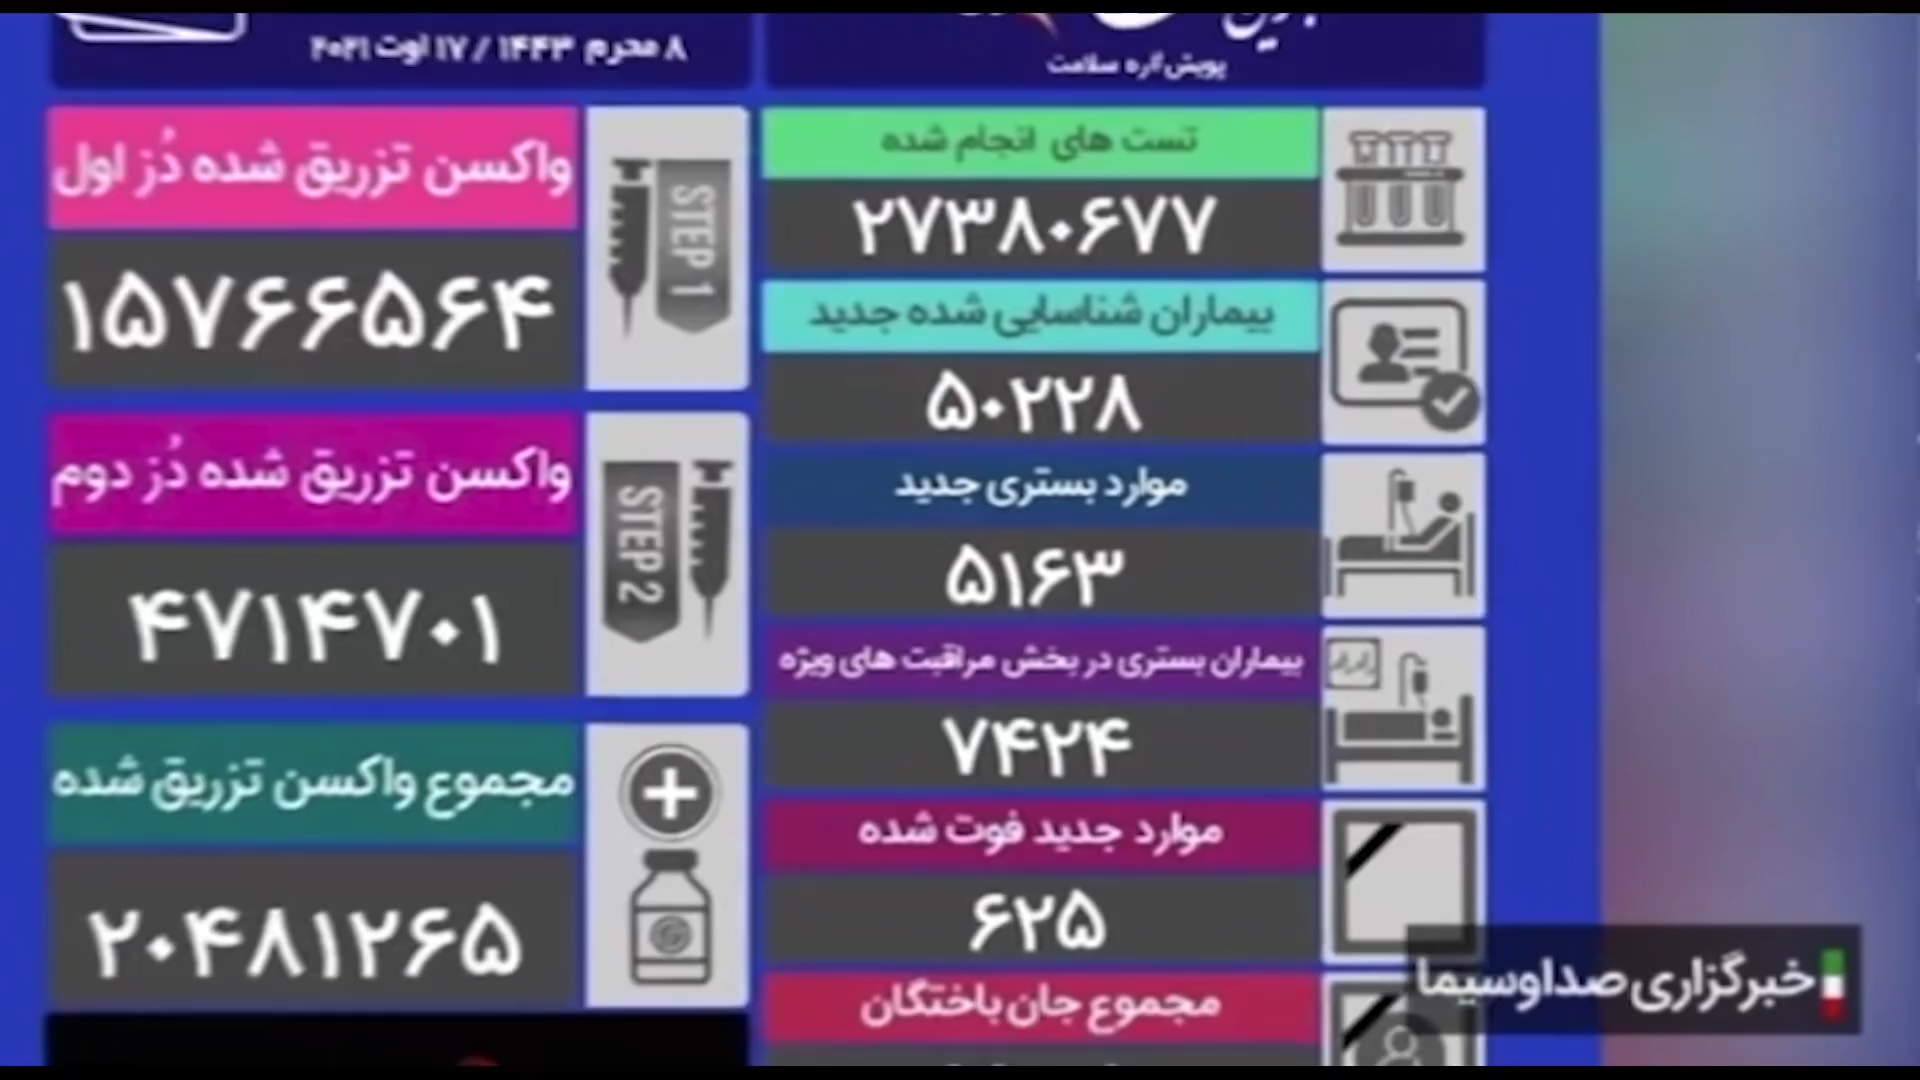 پویش/کره سلامت
تست های انجام شده
۲۷۳۸۰۶۷۷
بیماران شناسایی شده جدید
۵۰۲۲۸
موارد بستری جدید
۵۱۶۳
بیماران بستری در بخش مراقبت های ویژه
۷۴۲۴
موارد جدید فوت شده
۶۲۵
مجموع جان باختگان
۸ محرم ۱۴۴۳ / ۱۷ اوت ۲۰۲۱
واکسن تزریق شده دُز اول
STEP 1
۱۵۷۶۶۵۶۴
واکسن تزریق شده دُز دوم
STEP 2
۴۷۱۴۷۰۱
مجموع واکسن تزریق شده
۲۰۴۸۱۲۶۵
خبرگزاری صداوسیما